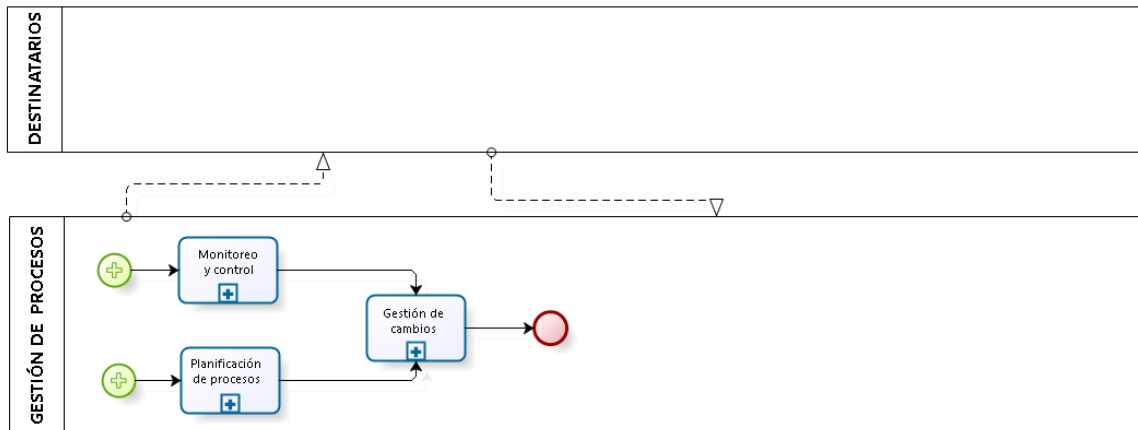 DESTINATARIOS
GESTIÓN DE PROCESOS
Monitoreo
y control
Gestión de
cambios
Planificación
de procesos